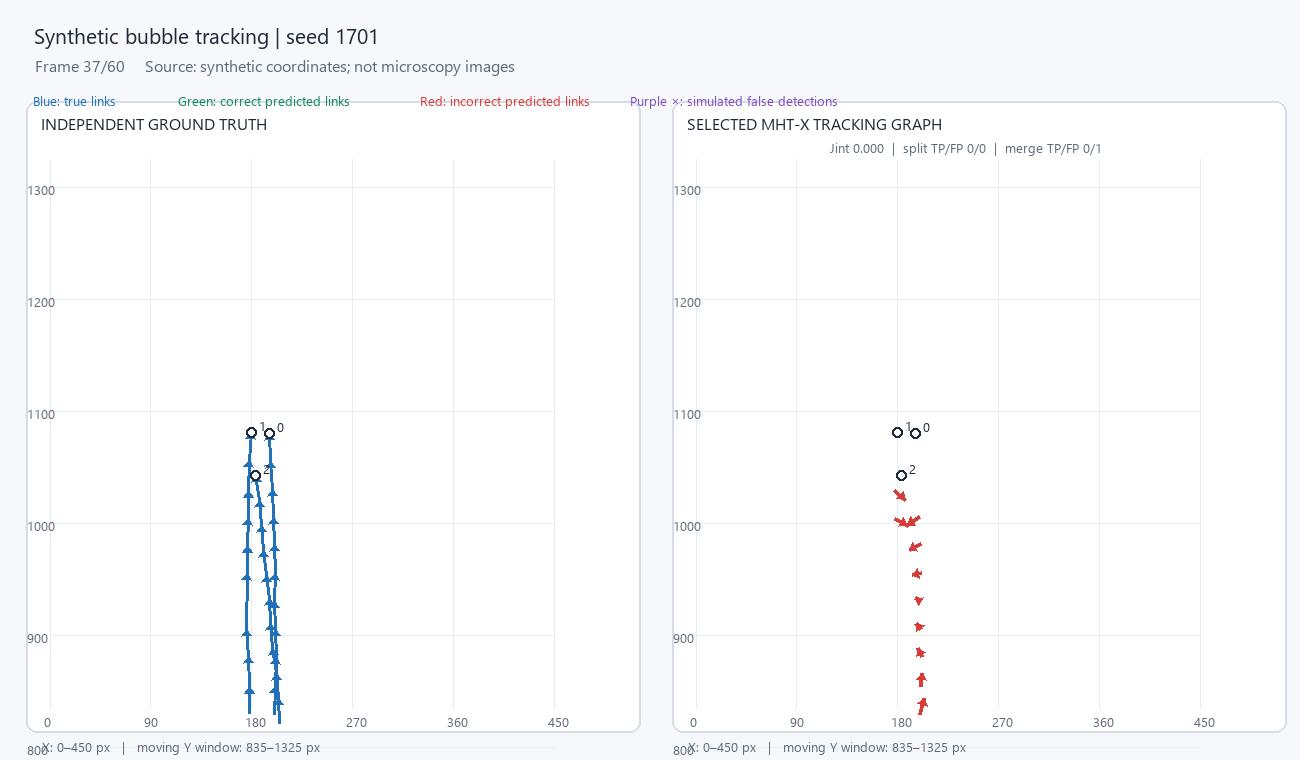 Synthetic bubble tracking | seed 1701
Frame 37/60 Source: synthetic coordinates; not microscopy images
Blue: true links Green: correct predicted links Red: incorrect predicted links Purple ×: simulated false detections
INDEPENDENT GROUND TRUTH
1300
1200
1100
1 0
2
1000
900
0 90 180 270 360 450
800
X: 0–450 px | moving Y window: 835–1325 px
SELECTED MHT-X TRACKING GRAPH
Jint 0.000 | split TP/FP 0/0 | merge TP/FP 0/1
1300
1200
1100
1 0
2
1000
900
0 90 180 270 360 450
800
X: 0–450 px | moving Y window: 835–1325 px